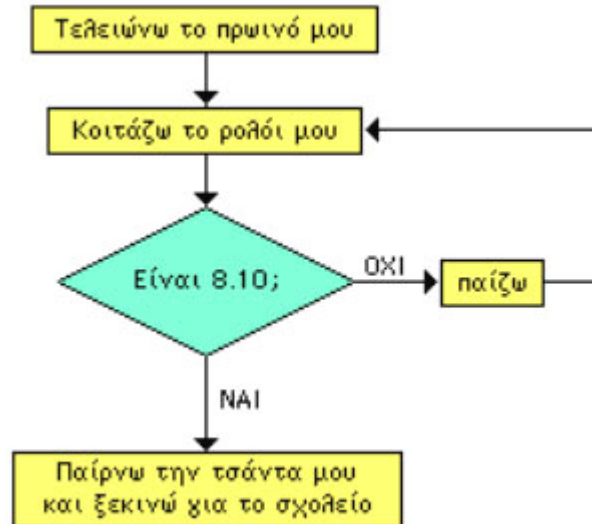 Τελειώνω το πρωινό μου
Κοιτάζω το ρολόι μου
Είναι 8.10;
ΟΧΙ
παίζω
ΝΑΙ
Παίρνω την τσάντα μου
και ξεκινώ για το σχολείο